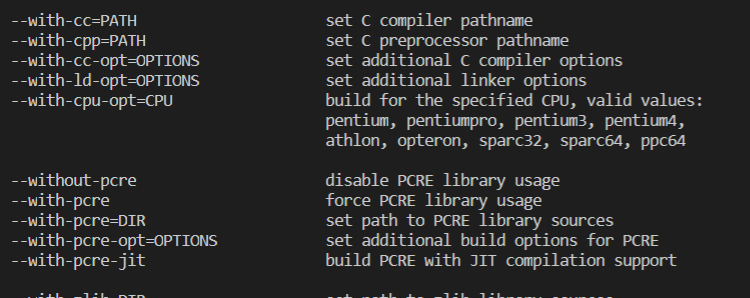 --with-cc=PATH                     set C compiler pathname
--with-cpp=PATH                    set C preprocessor pathname
--with-cc-opt=OPTIONS              set additional C compiler options
--with-ld-opt=OPTIONS              set additional linker options
--with-cpu-opt=CPU                 build for the specified CPU, valid values:
                                   pentium, pentiumpro, pentium3, pentium4,
                                   athlon, opteron, sparc32, sparc64, ppc64
--without-pcre                     disable PCRE library usage
--with-pcre                        force PCRE library usage
--with-pcre=DIR                    set path to PCRE library sources
--with-pcre-opt=OPTIONS            set additional build options for PCRE
--with-pcre-jit                    build PCRE with JIT compilation support